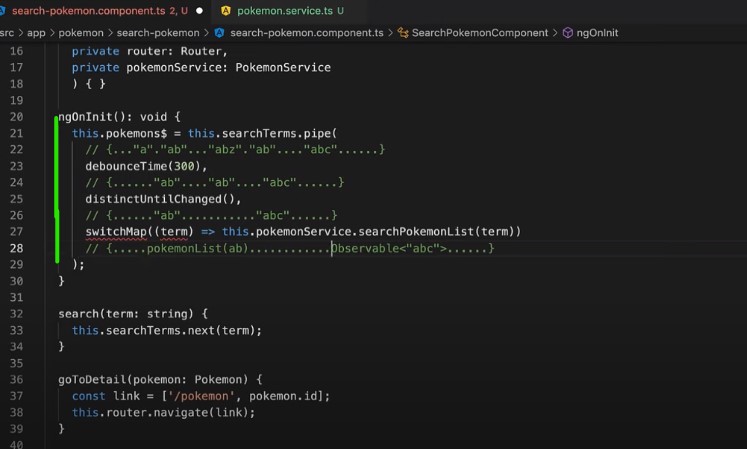 search-pokemon.component.ts 2, U
pokemon.service.ts U
src > app > pokemon > search-pokemon > search-pokemon.component.ts > SearchPokemonComponent > ngOnInit
16 private router: Router,
17 private pokemonService: PokemonService
18 ) { }
19
20 ngOnInit(): void {
21 this.pokemons$ = this.searchTerms.pipe(
22 // {..."a"."ab"..."abz"."ab"...."abc"......}
23 debounceTime(300),
24 // {......"ab"...."ab"...."abc"......}
25 distinctUntilChanged(),
26 // {......"ab"..........."abc"......}
27 switchMap((term) => this.pokemonService.searchPokemonList(term))
28 // {.....pokemonList(ab)............Observable<"abc">......}
29 );
30 }
31
32 search(term: string) {
33 this.searchTerms.next(term);
34 }
35
36 goToDetail(pokemon: Pokemon) {
37 const link = ['/pokemon', pokemon.id];
38 this.router.navigate(link);
39 }
40